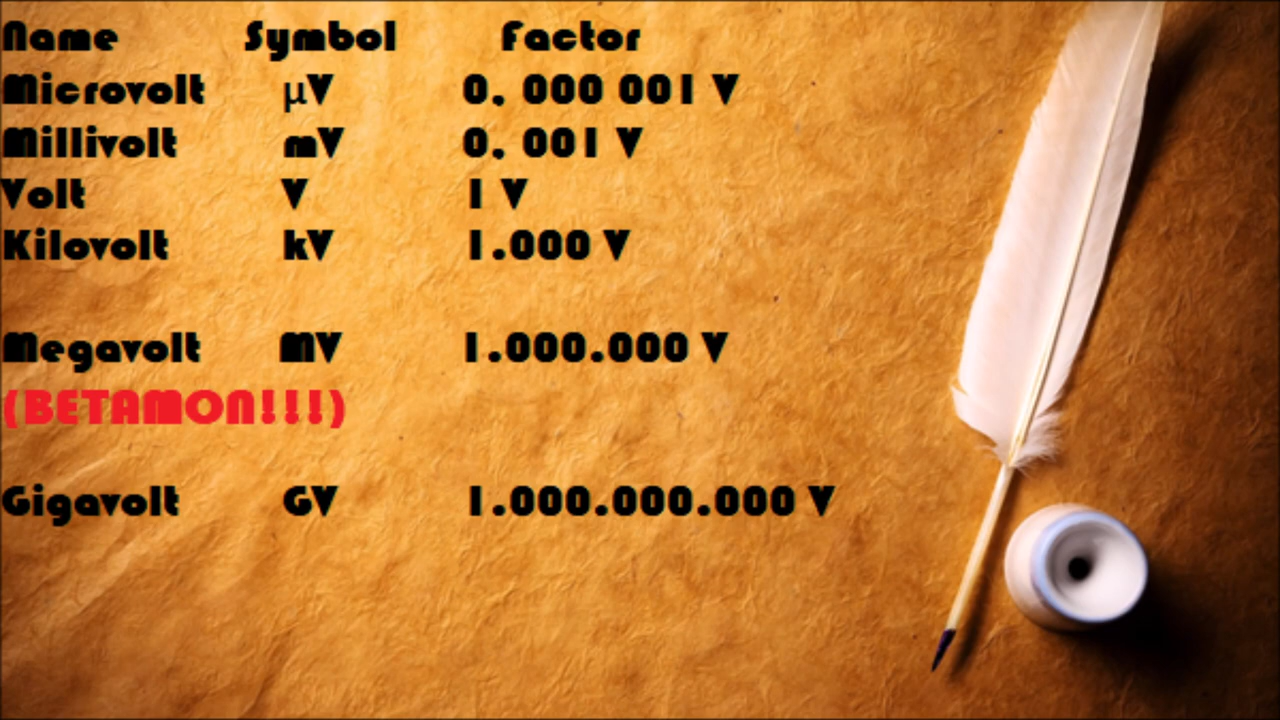 Name Symbol Factor
Microvolt µV 0, 000 001 V
Millivolt mV 0, 001 V
Volt V 1 V
Kilovolt kV 1.000 V
Megavolt MV 1.000.000 V
(BETAMON!!!)
Gigavolt GV 1.000.000.000 V